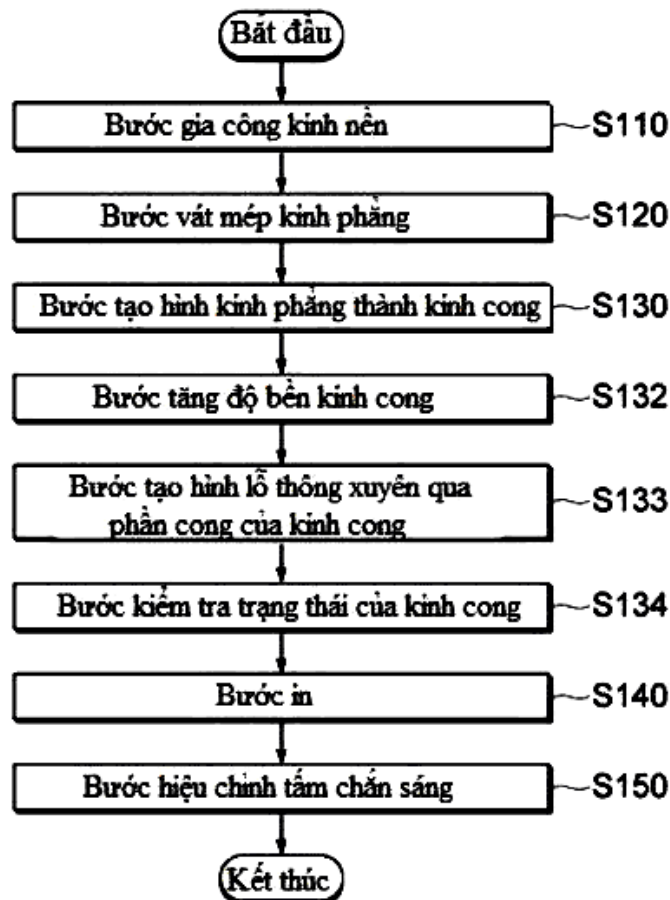 Bắt đầu
Bước gia công kính nền
S110
Bước vát mép kính phẳng
S120
Bước tạo hình kính phẳng thành kính cong
S130
Bước tăng độ bền kính cong
S132
Bước tạo hình lỗ thông xuyên qua
phần cong của kính cong
S133
Bước kiểm tra trạng thái của kính cong
S134
Bước in
S140
Bước hiệu chỉnh tấm chắn sáng
S150
Kết thúc